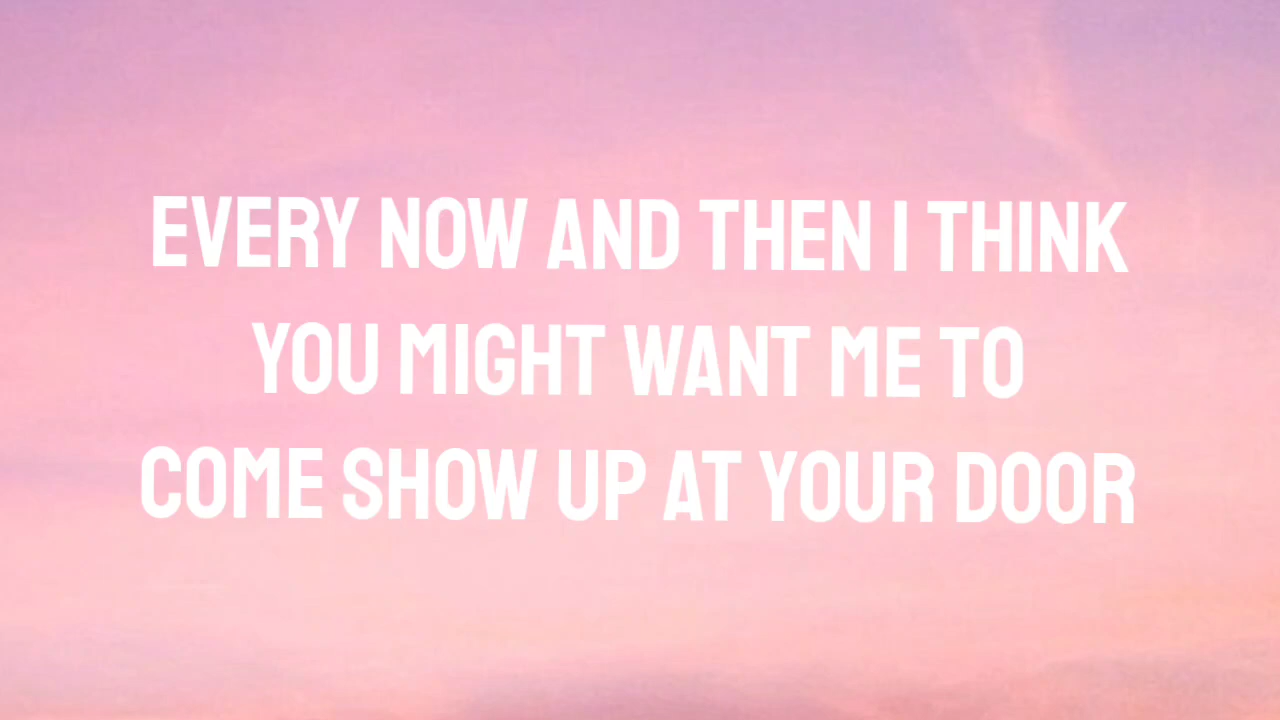 EVERY NOW AND THEN I THINK
YOU MIGHT WANT ME TO
COME SHOW UP AT YOUR DOOR